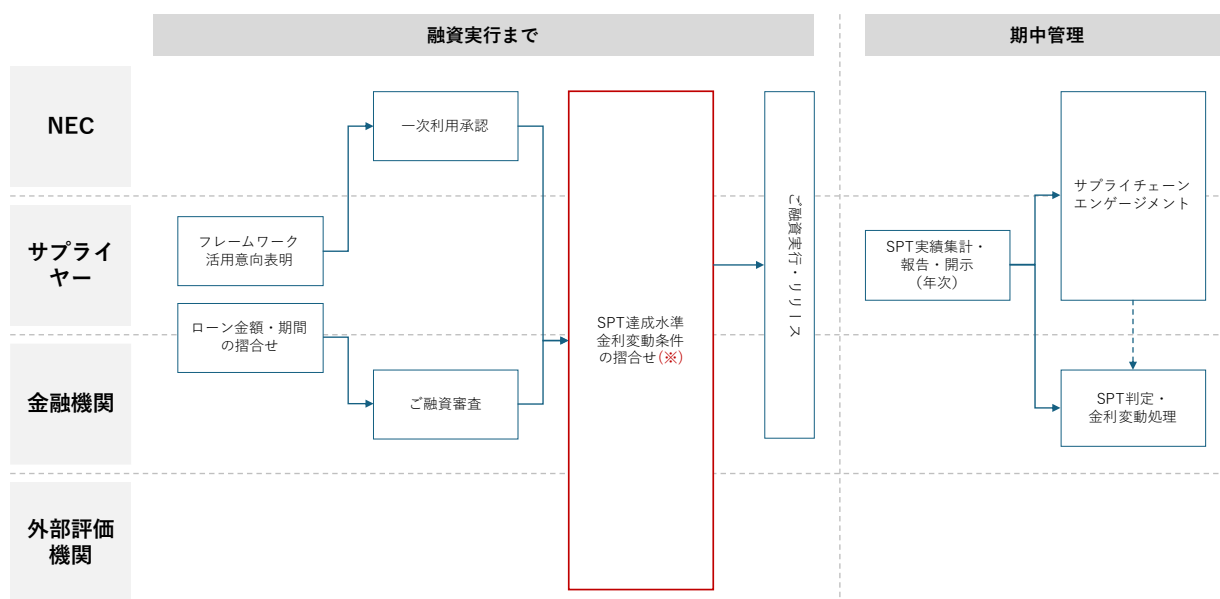 融資実行まで
期中管理
NEC
一次利用承認
サプライチェーン
エンゲージメント
サプライ
ヤー
フレームワーク
活用意向表明
ローン金額・期間
の摺合せ
SPT達成水準
金利変動条件
の摺合せ(※)
ご融資実行・リリース
SPT実績集計・
報告・開示
(年次)
金融機関
ご融資審査
SPT判定・
金利変動処理
外部評価
機関